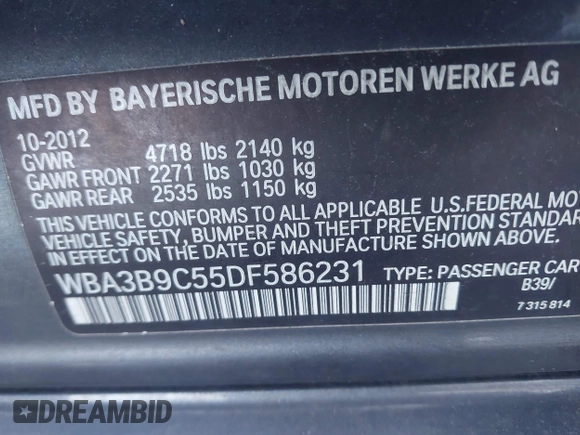 MFD BY BAYERISCHE MOTOREN WERKE AG
10-2012
GVWR 4718 lbs 2140 kg
GAWR FRONT 2271 lbs 1030 kg
GAWR REAR 2535 lbs 1150 kg
THIS VEHICLE CONFORMS TO ALL APPLICABLE U.S.FEDERAL MO
VEHICLE SAFETY, BUMPER AND THEFT PREVENTION STANDAR
IN EFFECT ON THE DATE OF MANUFACTURE SHOWN ABOVE.
WBA3B9C55DF586231 TYPE: PASSENGER CAR
B39/
7 315 814
DREAMBID